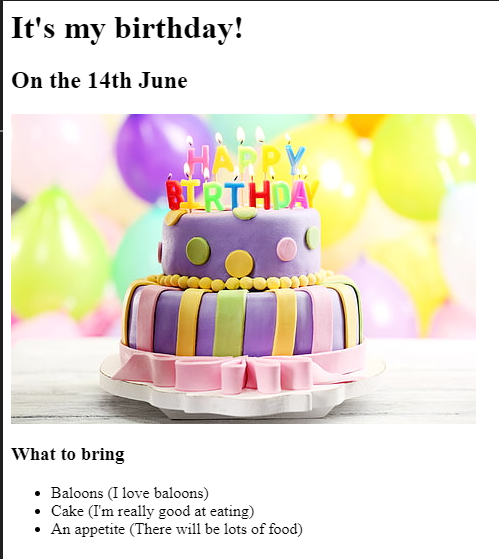 It's my birthday!
On the 14th June
HAPPY
BIRTHDAY
What to bring
Baloons (I love baloons)
Cake (I'm really good at eating)
An appetite (There will be lots of food)